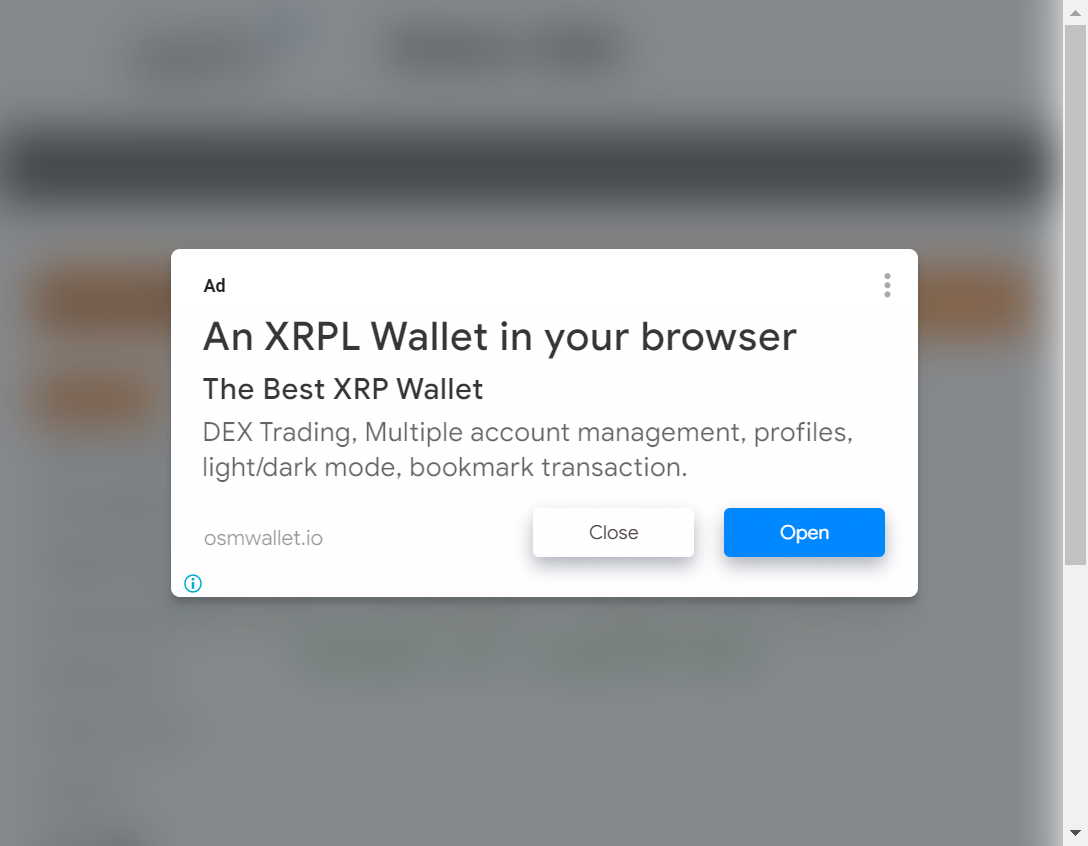 Ad
An XRPL Wallet in your browser
The Best XRP Wallet
DEX Trading, Multiple account management, profiles,
light/dark mode, bookmark transaction.
osmwallet.io
Close
Open